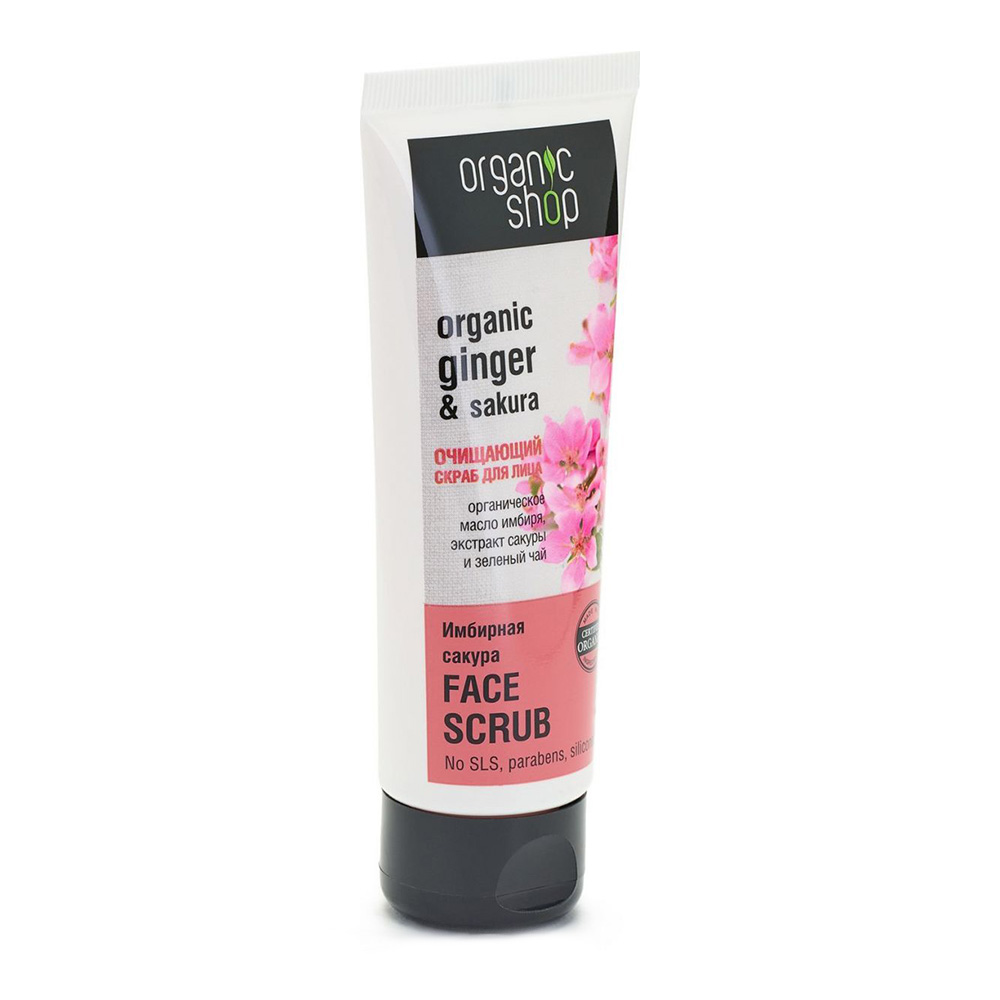 organic
shop
organic
ginger
& sakura
ОЧИЩАЮЩИЙ
СКРАБ ДЛЯ ЛИЦА
органическое
масло имбиря,
экстракт сакуры
и зеленый чай
Имбирная
сакура
FACE
SCRUB
No SLS, parabens,